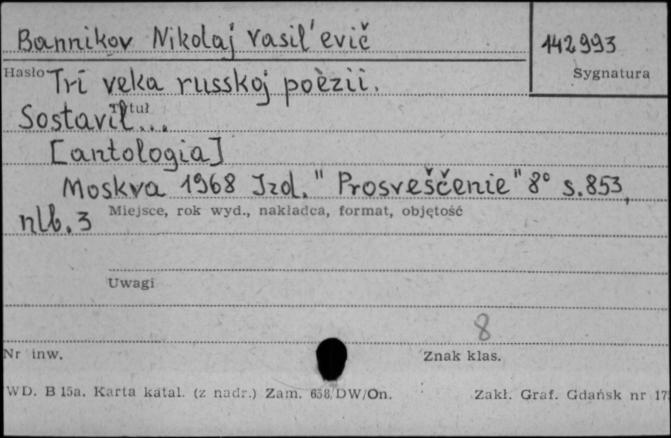 Bannikov Nikolaj Vasil'evič
142993
Hasło
Sygnatura
Tri veka russkoj poèzii.
Tytuł
Sostavil...
[antologia]
Moskva 1968 Izd. "Prosveščenie" 8° s. 853,
nlb. 3
Miejsce, rok wyd., nakładca, format, objętość
Uwagi
8
Nr inw.
Znak klas.
WD. B 15a. Karta katal. (z nadr.) Zam. 658/DW/On.
Zakł. Graf. Gdańsk nr 17